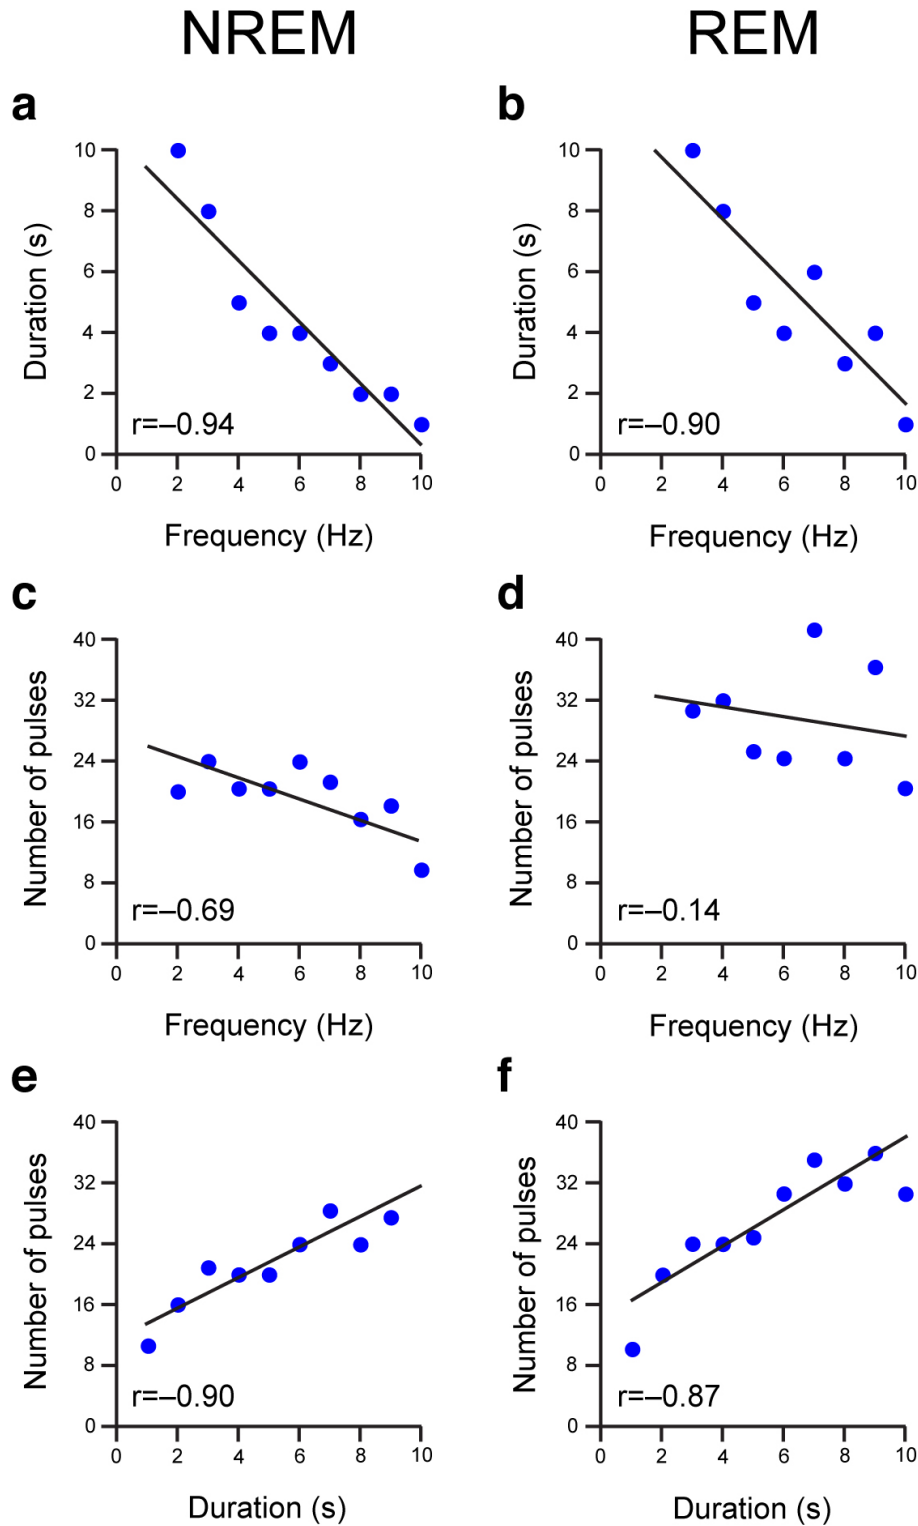 NREM REM
a b
10 8 6 4 2 0
Duration (s)
r=–0.94
0 2 4 6 8 10
Frequency (Hz)
10 8 6 4 2 0
Duration (s)
r=–0.90
0 2 4 6 8 10
Frequency (Hz)
c d
40 32 24 16 8 0
Number of pulses
r=–0.69
0 2 4 6 8 10
Frequency (Hz)
40 32 24 16 8 0
Number of pulses
r=–0.14
0 2 4 6 8 10
Frequency (Hz)
e f
40 32 24 16 8 0
Number of pulses
r=–0.90
0 2 4 6 8 10
Duration (s)
40 32 24 16 8 0
Number of pulses
r=–0.87
0 2 4 6 8 10
Duration (s)